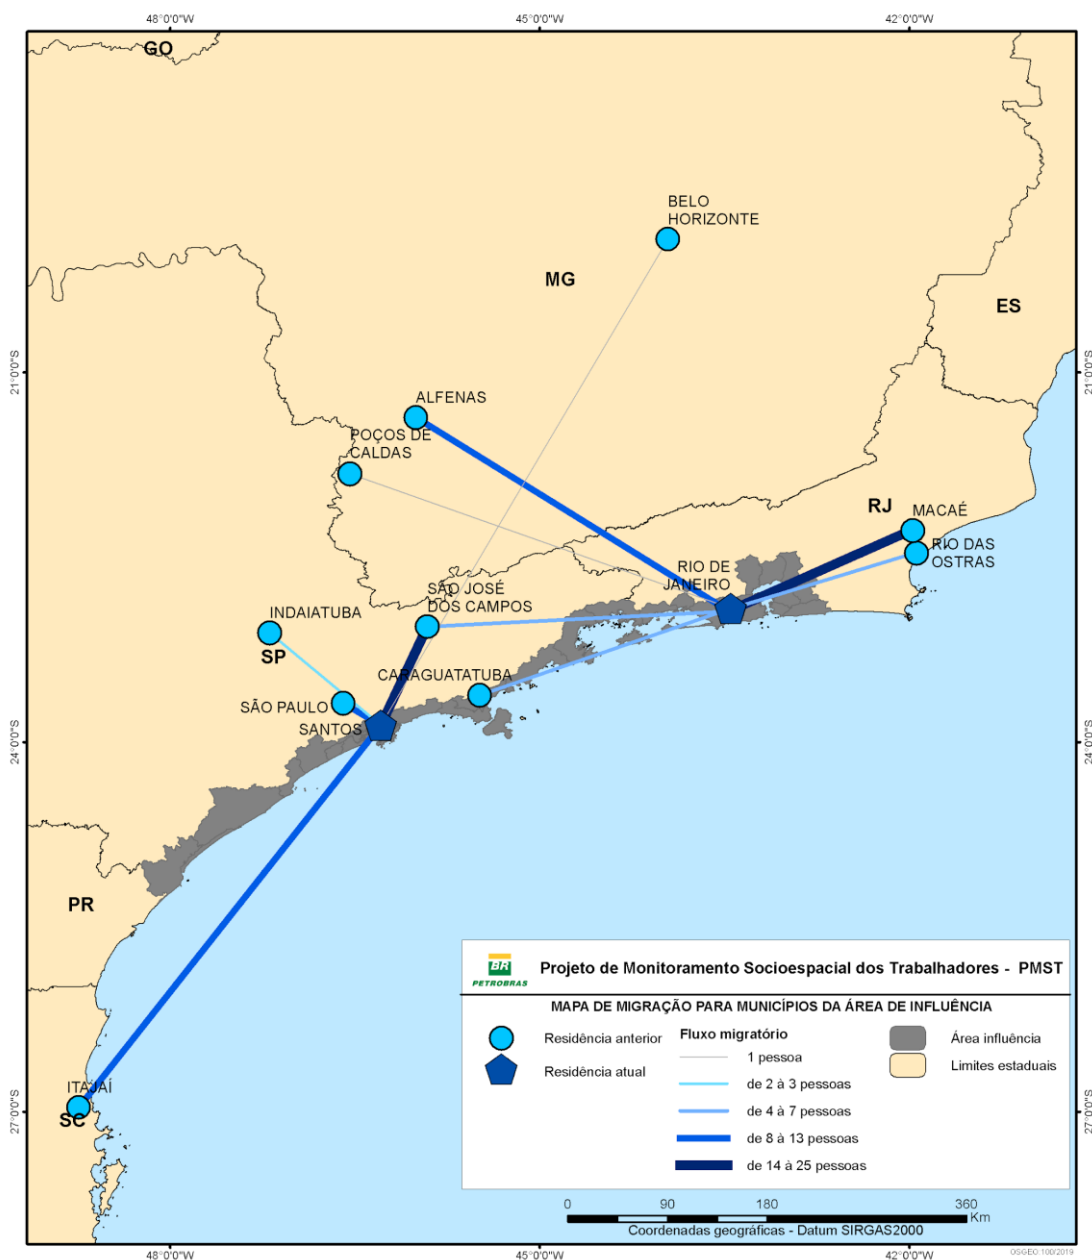 48°0'0"W
45°0'0"W
42°0'0"W
GO
BELO
HORIZONTE
MG
ES
21°0'0"S
21°0'0"S
ALFENAS
POÇOS DE
CALDAS
RJ
MACAÉ
RIO DAS
OSTRAS
RIO DE
JANEIRO
SÃO JOSÉ
DOS CAMPOS
INDAIATUBA
SP
CARAGUATATUBA
SÃO PAULO
SANTOS
24°0'0"S
24°0'0"S
PR
ITAJAÍ
SC
27°0'0"S
27°0'0"S
BR
PETROBRAS
Projeto de Monitoramento Socioespacial dos Trabalhadores - PMST
MAPA DE MIGRAÇÃO PARA MUNICÍPIOS DA ÁREA DE INFLUÊNCIA
Residência anterior
Residência atual
Fluxo migratório
1 pessoa
de 2 à 3 pessoas
de 4 à 7 pessoas
de 8 à 13 pessoas
de 14 à 25 pessoas
Área influência
Limites estaduais
0 90 180 360
Km
Coordenadas geográficas - Datum SIRGAS2000
OSGEO:100/2019
48°0'0"W
45°0'0"W
42°0'0"W